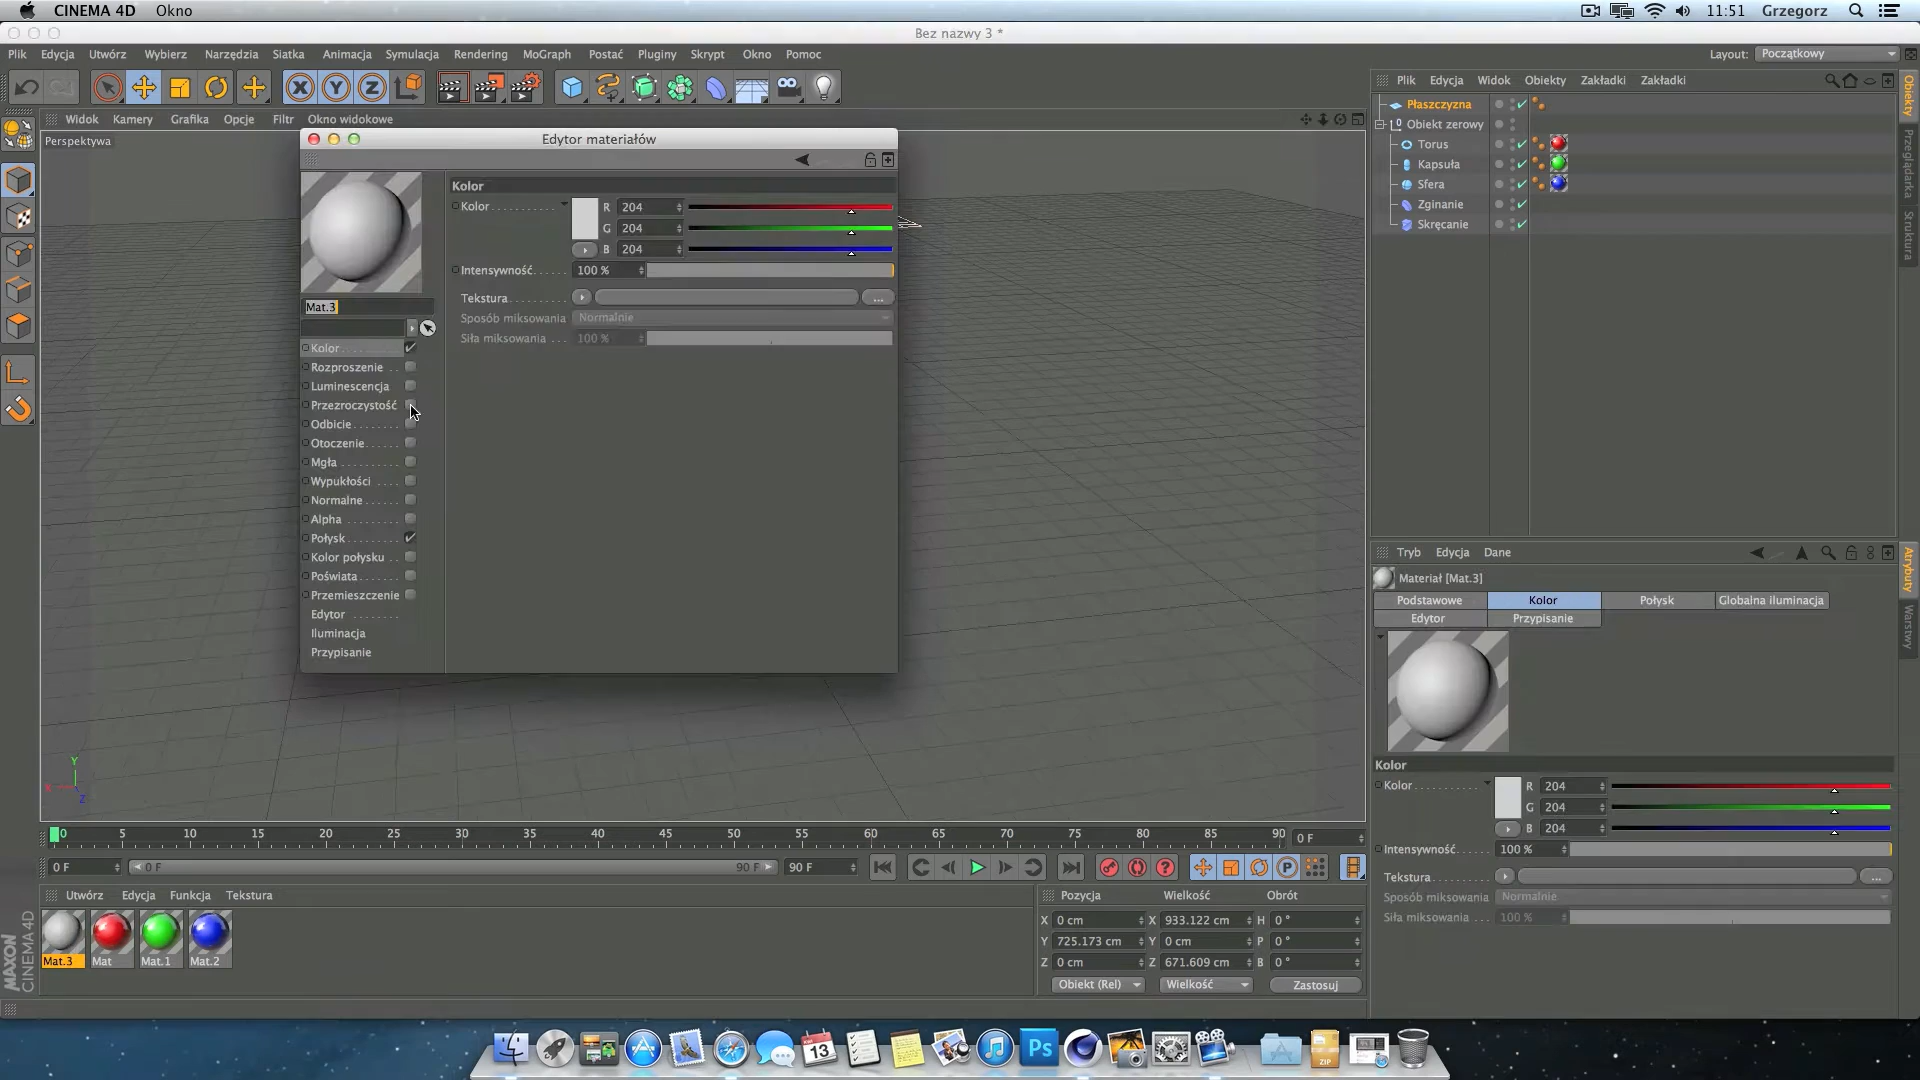 CINEMA 4D Okno 11:51 Grzegorz
Bez nazwy 3 *
Plik Edycja Utwórz Wybierz Narzędzia Siatka Animacja Symulacja Rendering MoGraph Postać Pluginy Skrypt Okno Pomoc Layout: Początkowy
X Y Z
Widok Kamery Grafika Opcje Filtr Okno widokowe
Perspektywa
Edytor materiałów
Mat.3
Kolor
Rozproszenie
Luminescencja
Przezroczystość
Odbicie
Otoczenie
Mgła
Wypukłości
Normalne
Alpha
Połysk
Kolor połysku
Poświata
Przemieszczenie
Edytor
Iluminacja
Przypisanie
Kolor
Kolor R 204
G 204
B 204
Intensywność 100 %
Tekstura ...
Sposób miksowania Normalnie
Siła miksowania 100 %
Plik Edycja Widok Obiekty Zakładki Zakładki
Płaszczyzna
Obiekt zerowy
Torus
Kapsuła
Sfera
Zginanie
Skręcanie
Obiekty
Przeglądarka
Struktura
Tryb Edycja Dane
Materiał [Mat.3]
Podstawowe Kolor Połysk Globalna iluminacja
Edytor Przypisanie
Kolor
Kolor R 204
G 204
B 204
Intensywność 100 %
Tekstura ...
Sposób miksowania Normalnie
Siła miksowania 100 %
Atrybuty
Warstwy
Y
X
Z
0 5 10 15 20 25 30 35 40 45 50 55 60 65 70 75 80 85 90 0 F
0 F 0 F 90 F 90 F
P
Utwórz Edycja Funkcja Tekstura
Mat.3 Mat Mat.1 Mat.2
MAXON
CINEMA 4D
Pozycja Wielkość Obrót
X 0 cm X 933.122 cm H 0 °
Y 725.173 cm Y 0 cm P 0 °
Z 0 cm Z 671.609 cm B 0 °
Obiekt (Rel) Wielkość Zastosuj
13
Ps
ZIP